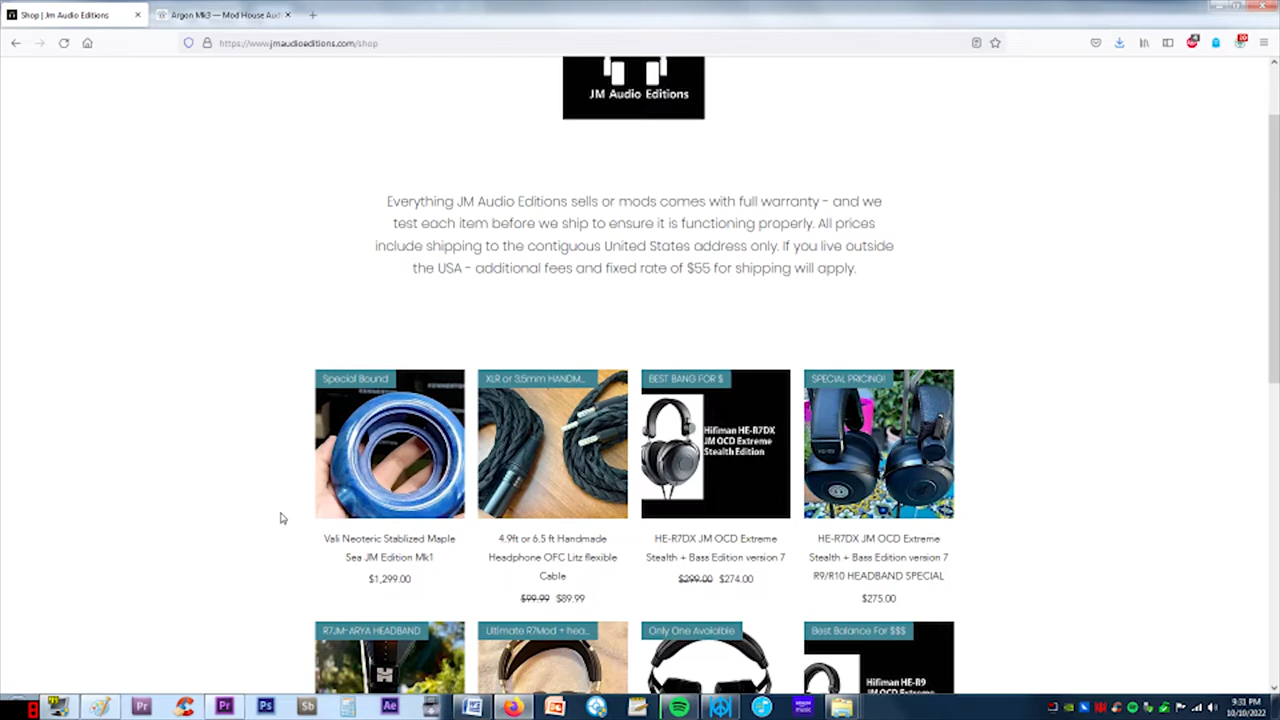 Shop | Jm Audio Editions
Argon Mk3 — Mod House Aud
https://www.jmaudioeditions.com/shop
JM Audio Editions
Everything JM Audio Editions sells or mods comes with full warranty - and we
test each item before we ship to ensure it is functioning properly. All prices
include shipping to the contiguous United States address only. If you live outside
the USA - additional fees and fixed rate of $55 for shipping will apply.
Special Bound
XLR or 3.5mm HANDM...
BEST BANG FOR $
SPECIAL PRICING!
Hifiman HE-R7DX
JM OCD Extreme
Stealth Edition
Vali Neoteric Stablized Maple
Sea JM Edition Mk1
$1,299.00
4.9ft or 6.5 ft Handmade
Headphone OFC Litz flexible
Cable
$99.99 $89.99
HE-R7DX JM OCD Extreme
Stealth + Bass Edition version 7
$299.00 $274.00
HE-R7DX JM OCD Extreme
Stealth + Bass Edition version 7
R9/R10 HEADBAND SPECIAL
$275.00
R7JM-ARYA HEADBAND
Ultimate R7Mod + hea...
Only One Avaialble
Best Balance For $$$
Hifiman HE-R9
JM OCD Extreme
Pr
Pr
Ps
Sb
Ae
9:31 PM
10/10/2022